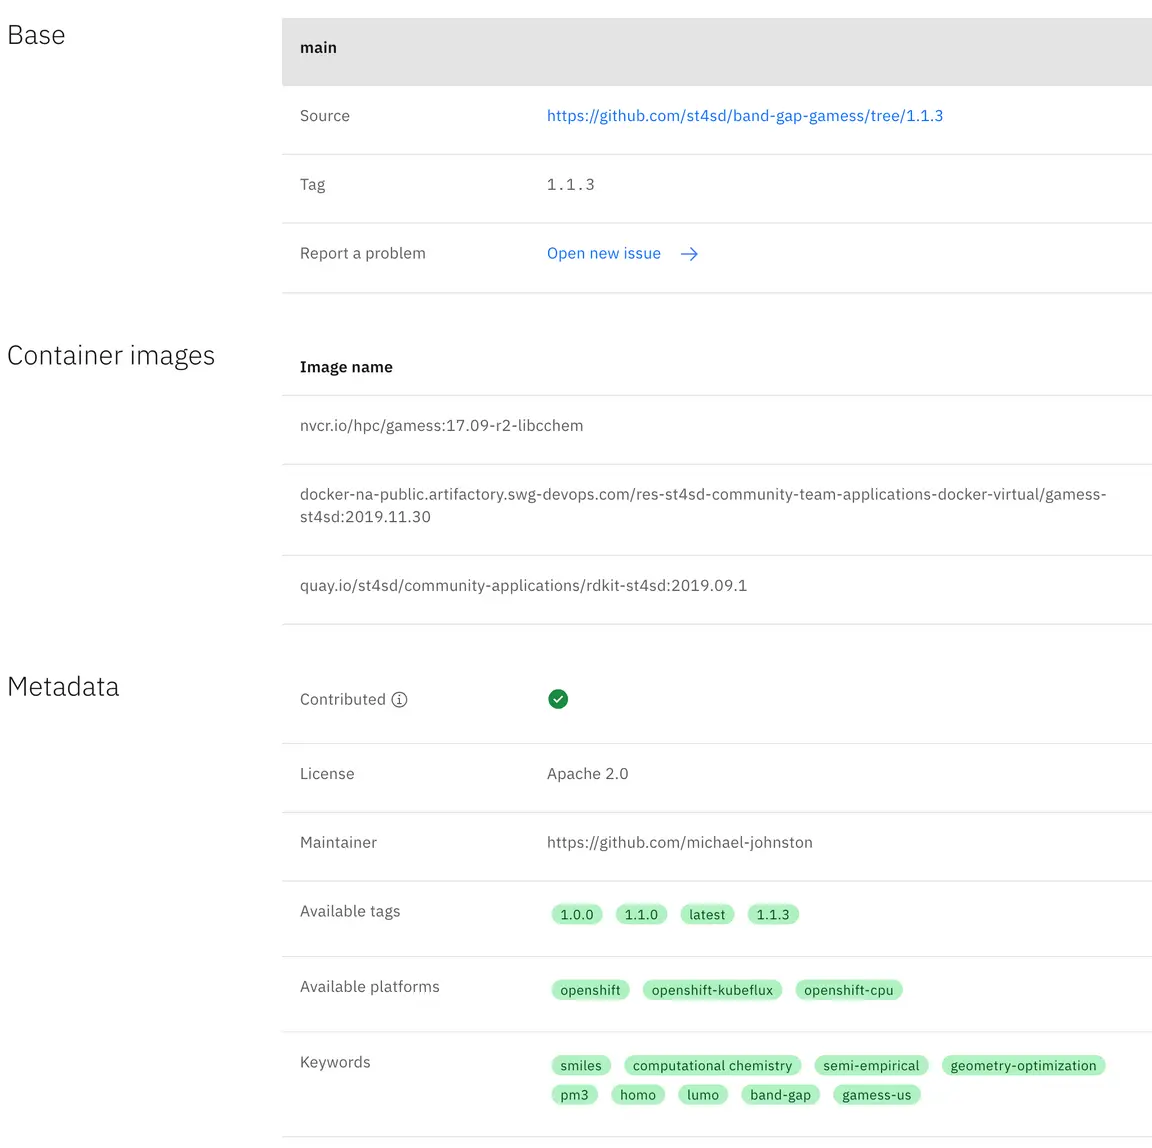 Base
main
Source https://github.com/st4sd/band-gap-gamess/tree/1.1.3
Tag 1.1.3
Report a problem Open new issue →
Container images
Image name
nvcr.io/hpc/gamess:17.09-r2-libcchem
docker-na-public.artifactory.swg-devops.com/res-st4sd-community-team-applications-docker-virtual/gamess-
st4sd:2019.11.30
quay.io/st4sd/community-applications/rdkit-st4sd:2019.09.1
Metadata
Contributed
License Apache 2.0
Maintainer https://github.com/michael-johnston
Available tags 1.0.0 1.1.0 latest 1.1.3
Available platforms openshift openshift-kubeflux openshift-cpu
Keywords smiles computational chemistry semi-empirical geometry-optimization
pm3 homo lumo band-gap gamess-us